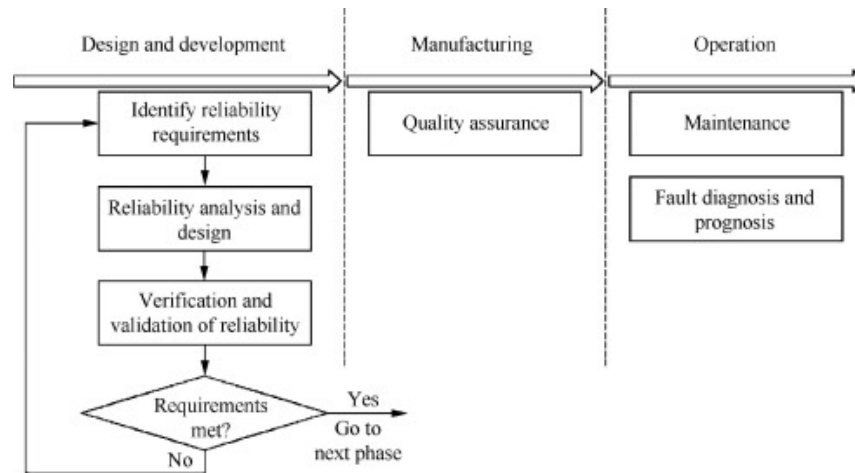 Design and development
Manufacturing
Operation
Identify reliability
requirements
Quality assurance
Maintenance
Reliability analysis and
design
Fault diagnosis and
prognosis
Verification and
validation of reliability
Requirements
met?
Yes
Go to
next phase
No